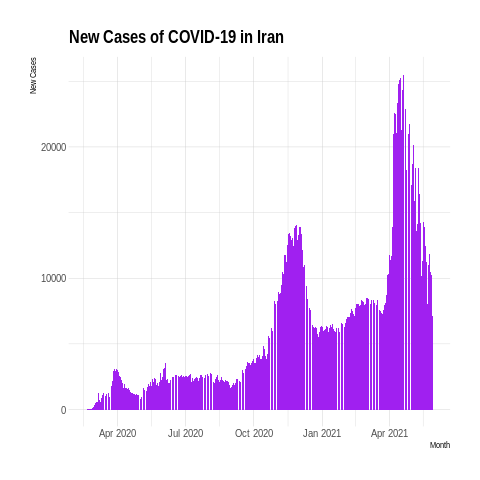 New Cases of COVID-19 in Iran
New Cases
20000
10000
0
Apr 2020 Jul 2020 Oct 2020 Jan 2021 Apr 2021
Month